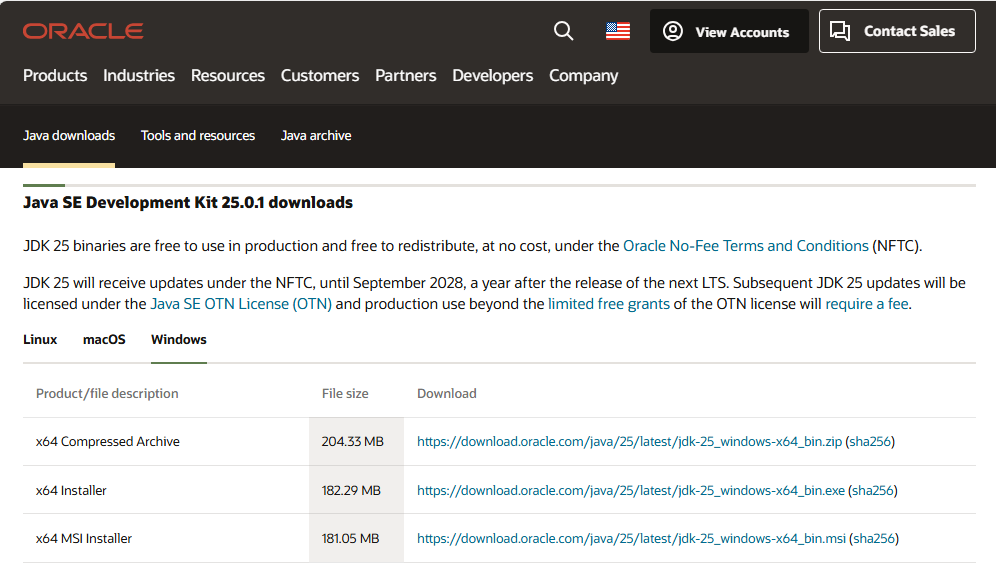 ORACLE
View Accounts
Contact Sales
Products Industries Resources Customers Partners Developers Company
Java downloads Tools and resources Java archive
Java SE Development Kit 25.0.1 downloads
JDK 25 binaries are free to use in production and free to redistribute, at no cost, under the Oracle No-Fee Terms and Conditions (NFTC).
JDK 25 will receive updates under the NFTC, until September 2028, a year after the release of the next LTS. Subsequent JDK 25 updates will be
licensed under the Java SE OTN License (OTN) and production use beyond the limited free grants of the OTN license will require a fee.
Linux macOS Windows
Product/file description File size Download
x64 Compressed Archive 204.33 MB https://download.oracle.com/java/25/latest/jdk-25_windows-x64_bin.zip (sha256)
x64 Installer 182.29 MB https://download.oracle.com/java/25/latest/jdk-25_windows-x64_bin.exe (sha256)
x64 MSI Installer 181.05 MB https://download.oracle.com/java/25/latest/jdk-25_windows-x64_bin.msi (sha256)